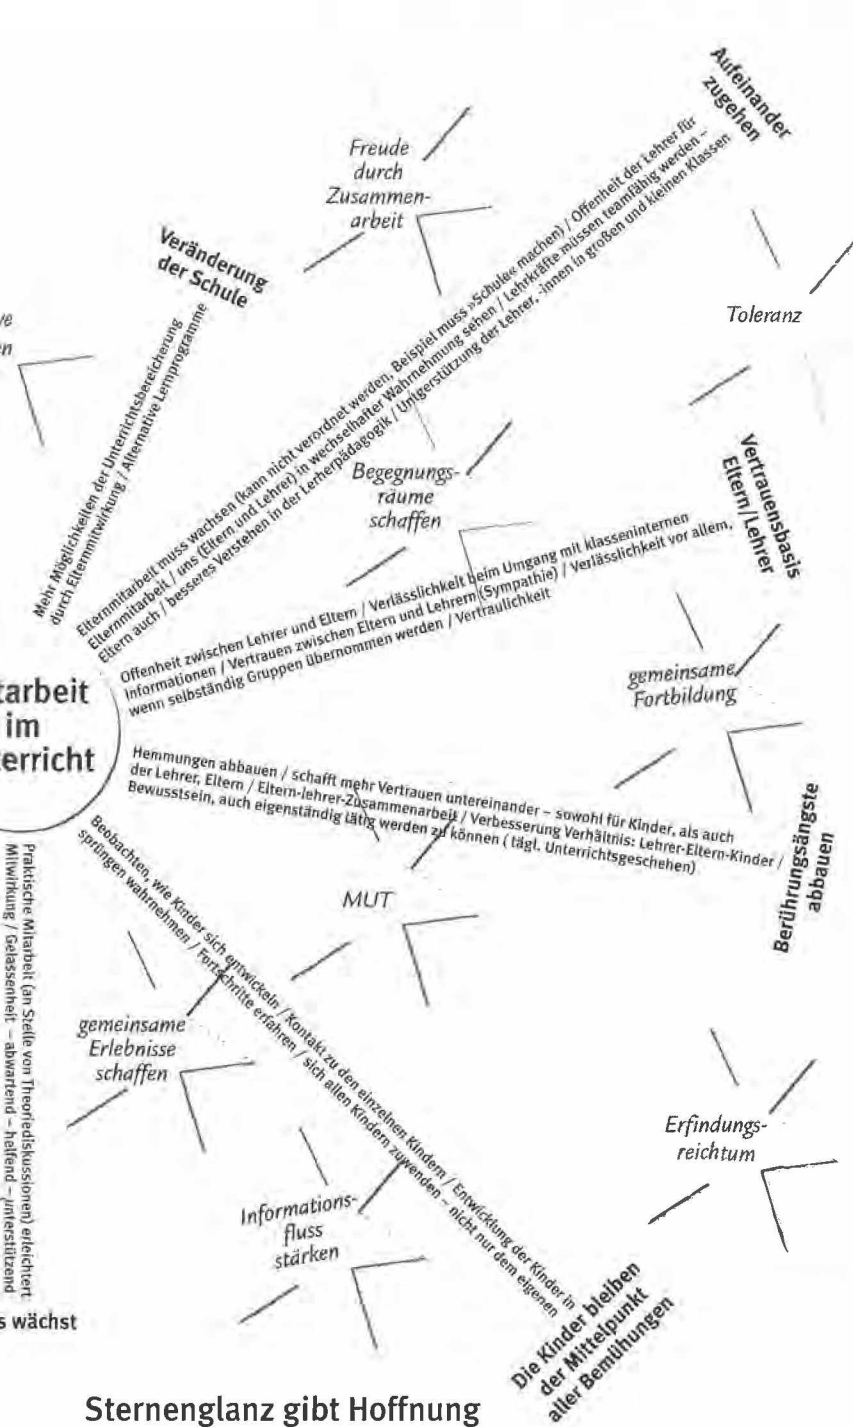 Aufeinander
zugehen
Freude
durch
Zusammen-
arbeit
Veränderung
der Schule
Mehr Möglichkeiten der Unterrichtsbereicherung
durch Elternmitwirkung / Alternative Lernprogramme
Elternmitarbeit muss wachsen (kann nicht verordnet werden, Beispiel muss »Schule« machen) / Offenheit der Lehrer für
Elternmitarbeit / uns (Eltern und Lehrer) in wechselhafter Wahrnehmung sehen / Lehrkräfte müssen teamfähig werden –
Eltern auch / besseres Verstehen in der Lernerpädagogik / Unterstützung der Lehrer, -innen in großen und kleinen Klassen
Toleranz
Begegnungs-
räume
schaffen
Vertrauensbasis
Eltern/Lehrer
Offenheit zwischen Lehrer und Eltern / Verlässlichkeit beim Umgang mit klasseninternen
Informationen / Vertrauen zwischen Eltern und Lehrern (Sympathie) / Verlässlichkeit vor allem,
wenn selbständig Gruppen übernommen werden / Vertraulichkeit
gemeinsame
Fortbildung
tarbeit
im
erricht
Hemmungen abbauen / schafft mehr Vertrauen untereinander – sowohl für Kinder, als auch
der Lehrer, Eltern / Eltern-lehrer-Zusammenarbeit / Verbesserung Verhältnis: Lehrer-Eltern-Kinder /
Bewusstsein, auch eigenständig tätig werden zu können ( tägl. Unterrichtsgeschehen)
Berührungsängste
abbauen
MUT
Beobachten, wie Kinder sich entwickeln / Kontakt zu den einzelnen Kindern / Entwicklung der Kinder in
sprüngen wahrnehmen / Fortschritte erfahren / sich allen Kindern zuwenden – nicht nur dem eigenen
Die Kinder bleiben
der Mittelpunkt
aller Bemühungen
Praktische Mitarbeit (an Stelle von Theoriediskussionen) erleichtert
Mitwirkung / Gelassenheit – abwartend – helfend – unterstützend
gemeinsame
Erlebnisse
schaffen
Erfindungs-
reichtum
Informations-
fluss
stärken
s wächst
Sternenglanz gibt Hoffnung